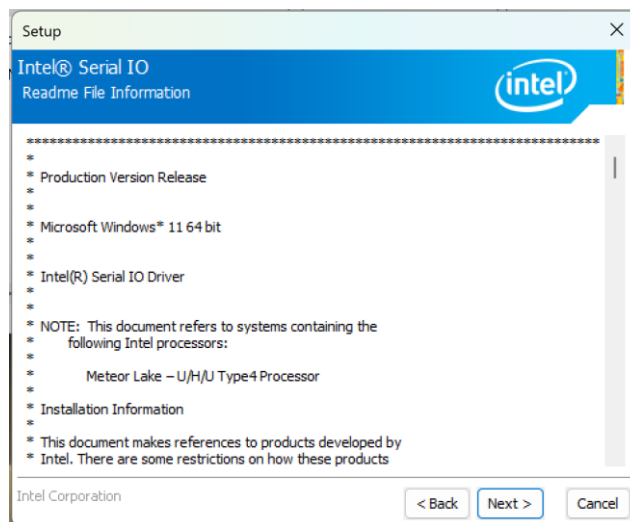 Setup
Intel® Serial IO
Readme File Information
intel
***************************************************************************
*
* Production Version Release
*
*
* Microsoft Windows* 11 64 bit
*
*
* Intel(R) Serial IO Driver
*
*
* NOTE: This document refers to systems containing the
* following Intel processors:
*
* Meteor Lake – U/H/U Type4 Processor
*
* Installation Information
*
* This document makes references to products developed by
* Intel. There are some restrictions on how these products
Intel Corporation
< Back
Next >
Cancel